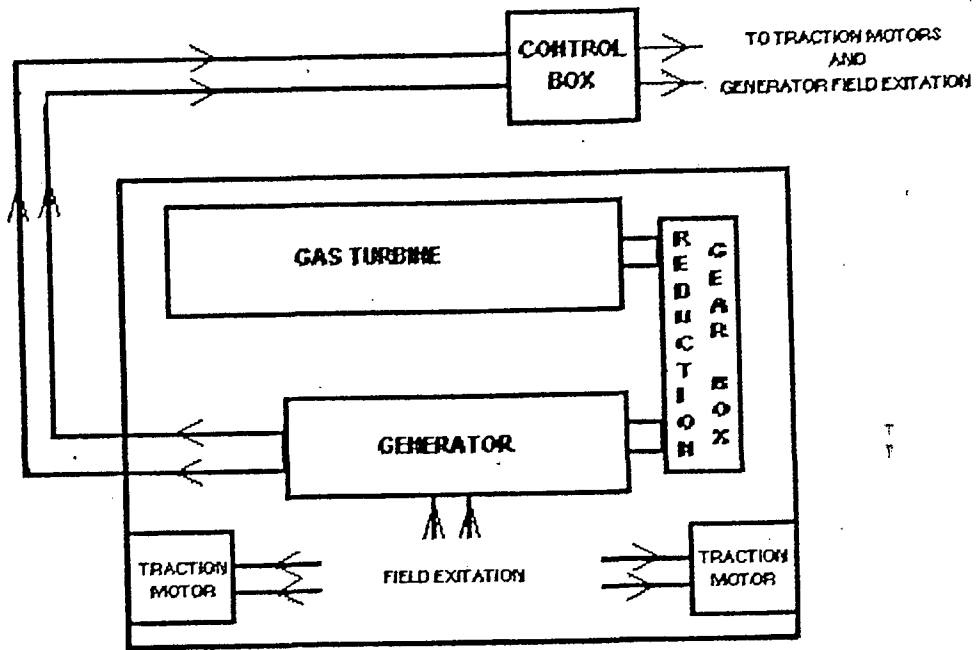 CONTROL
BOX
TO TRACTION MOTORS
AND
GENERATOR FIELD EXITATION
GAS TURBINE
REDUCTION
GEAR BOX
GENERATOR
TRACTION
MOTOR
FIELD EXITATION
TRACTION
MOTOR